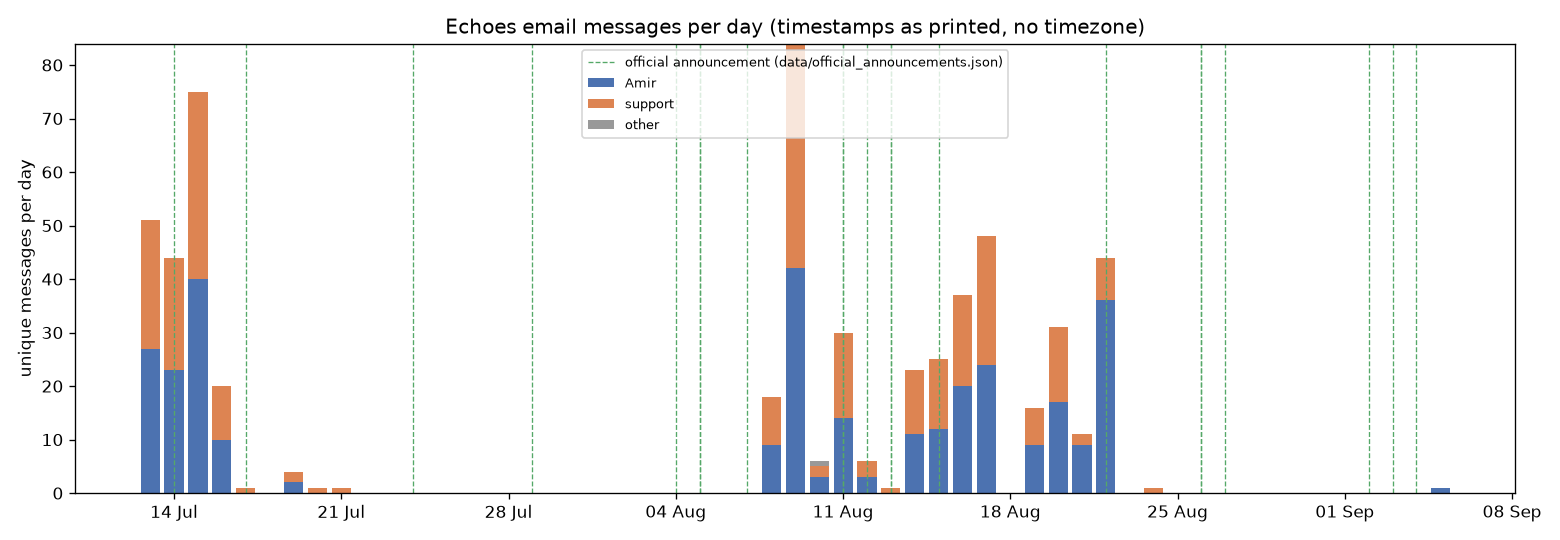 Echoes email messages per day (timestamps as printed, no timezone)
official announcement (data/official_announcements.json)
Amir
support
other
unique messages per day
80
70
60
50
40
30
20
10
0
14 Jul
21 Jul
28 Jul
04 Aug
11 Aug
18 Aug
25 Aug
01 Sep
08 Sep